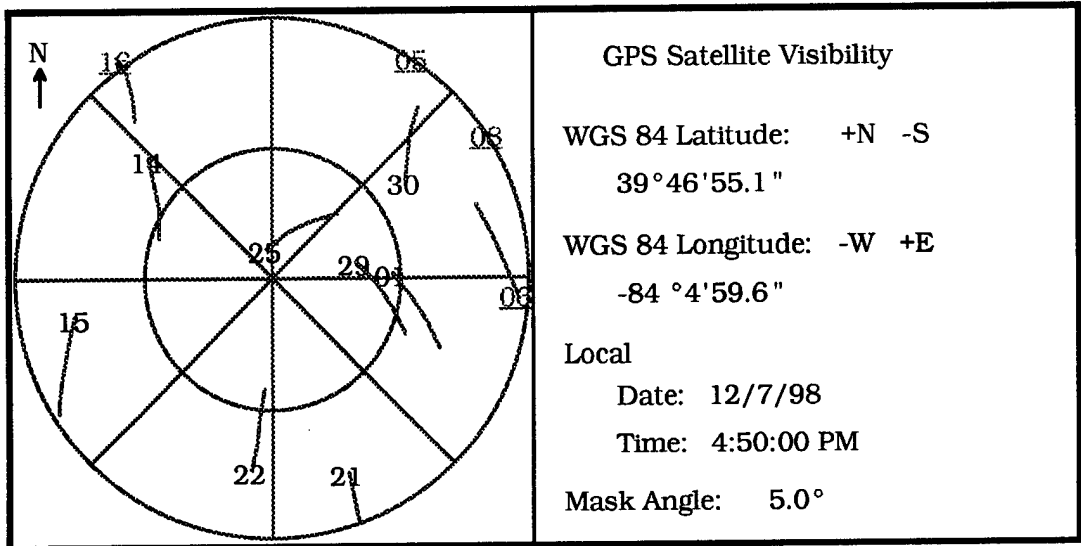 N
16
05
03
14
30
25
29
01
06
15
22
21
GPS Satellite Visibility
WGS 84 Latitude: +N -S
39°46'55.1"
WGS 84 Longitude: -W +E
-84 °4'59.6"
Local
Date: 12/7/98
Time: 4:50:00 PM
Mask Angle: 5.0°